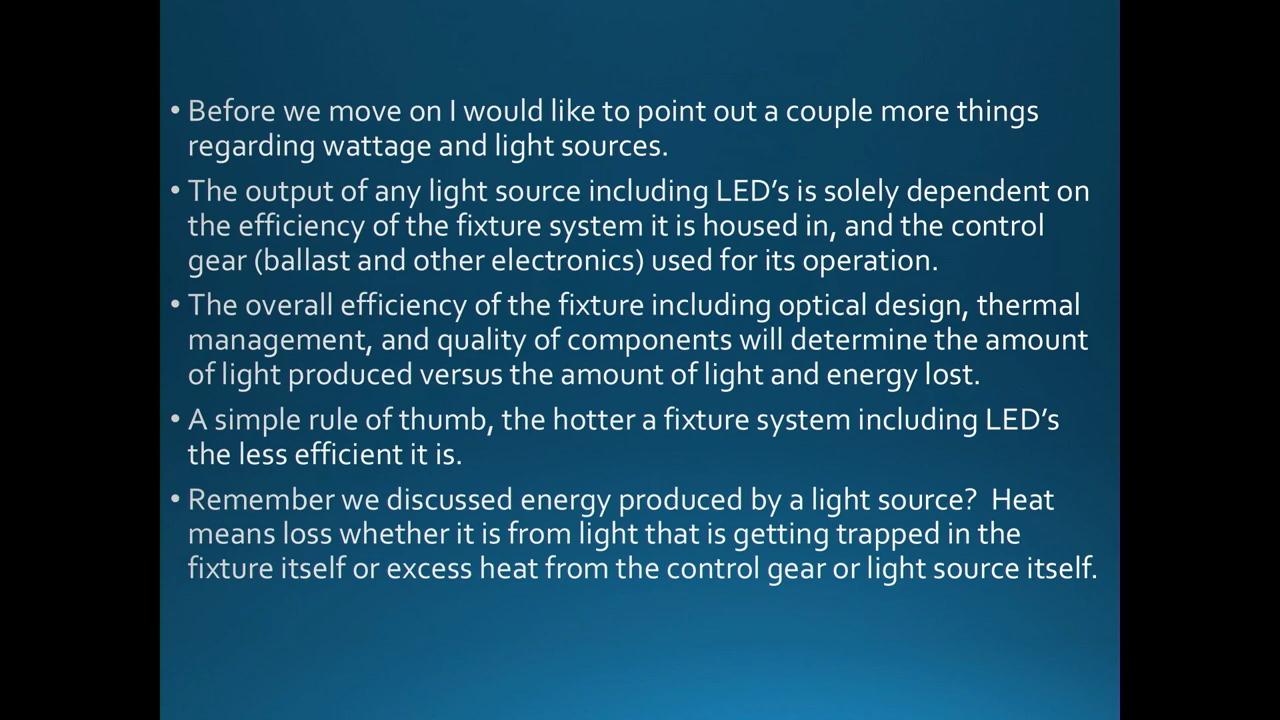 • Before we move on I would like to point out a couple more things
regarding wattage and light sources.
• The output of any light source including LED’s is solely dependent on
the efficiency of the fixture system it is housed in, and the control
gear (ballast and other electronics) used for its operation.
• The overall efficiency of the fixture including optical design, thermal
management, and quality of components will determine the amount
of light produced versus the amount of light and energy lost.
• A simple rule of thumb, the hotter a fixture system including LED’s
the less efficient it is.
• Remember we discussed energy produced by a light source?  Heat
means loss whether it is from light that is getting trapped in the
fixture itself or excess heat from the control gear or light source itself.